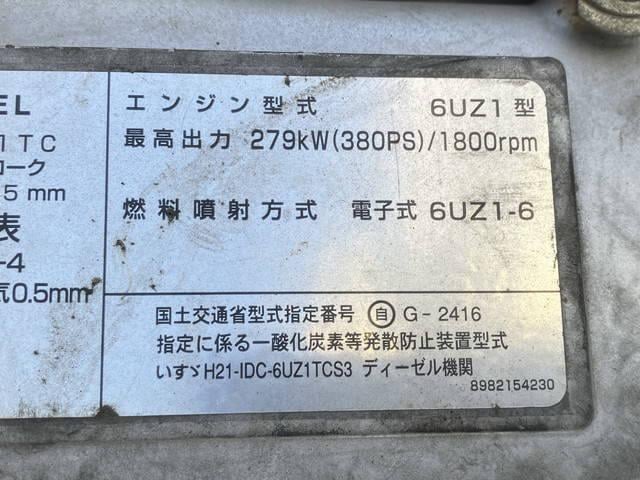 EL
1TC
ローク
5 mm
表
-4
気0.5mm
エンジン型式 6UZ1型
最高出力 279kW(380PS)/1800rpm
燃料噴射方式 電子式 6UZ1-6
国土交通省型式指定番号 自 G-2416
指定に係る一酸化炭素等発散防止装置型式
いすゞH21-IDC-6UZ1TCS3 ディーゼル機関
8982154230